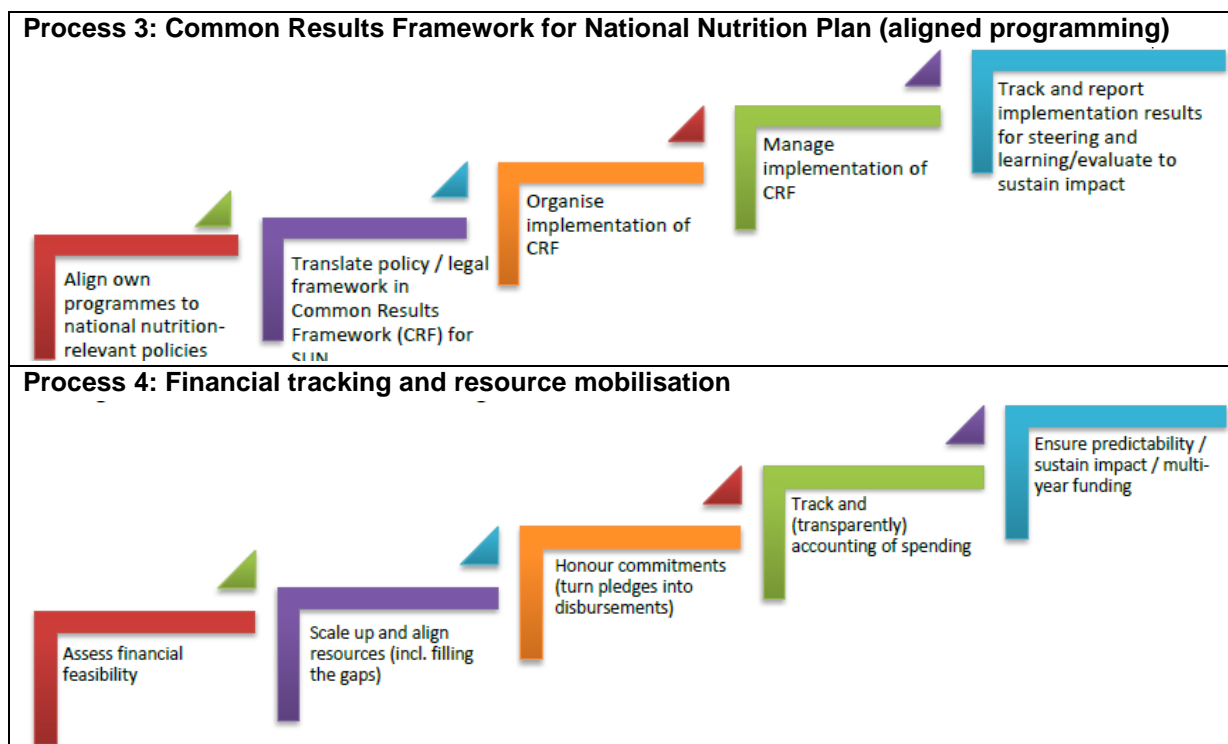 Process 3: Common Results Framework for National Nutrition Plan (aligned programming)
Align own
programmes to
national nutrition-
relevant policies
Translate policy / legal
framework in
Common Results
Framework (CRF) for
SUN
Organise
implementation of
CRF
Manage
implementation of
CRF
Track and report
implementation results
for steering and
learning/evaluate to
sustain impact
Process 4: Financial tracking and resource mobilisation
Assess financial
feasibility
Scale up and align
resources (incl. filling
the gaps)
Honour commitments
(turn pledges into
disbursements)
Track and
(transparently)
accounting of spending
Ensure predictability /
sustain impact / multi-
year funding